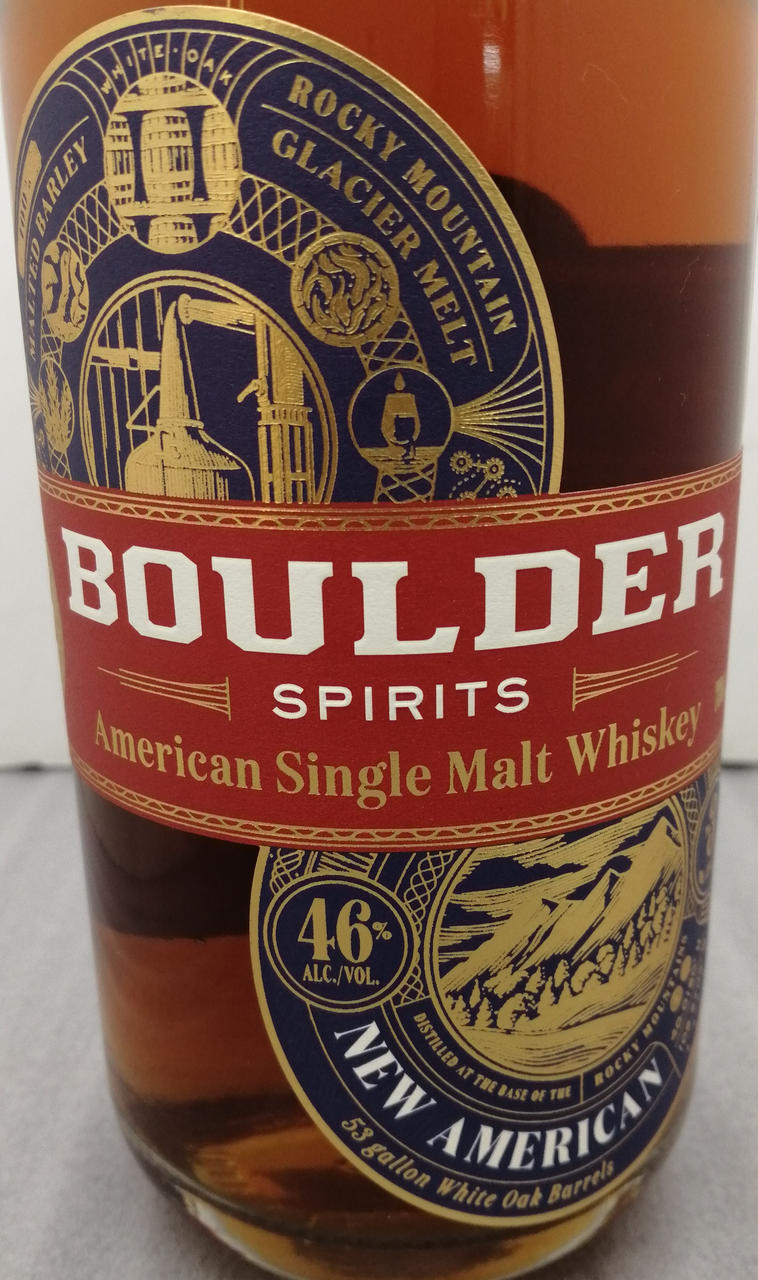 WHITE · OAK
ROCKY MOUNTAIN
GLACIER MELT
100%
MALTED BARLEY
BOULDER
SPIRITS
American Single Malt Whiskey
46%
ALC./VOL.
DISTILLED AT THE BASE OF THE ROCKY MOUNTAINS
NEW AMERICAN
53 gallon White Oak Barrels